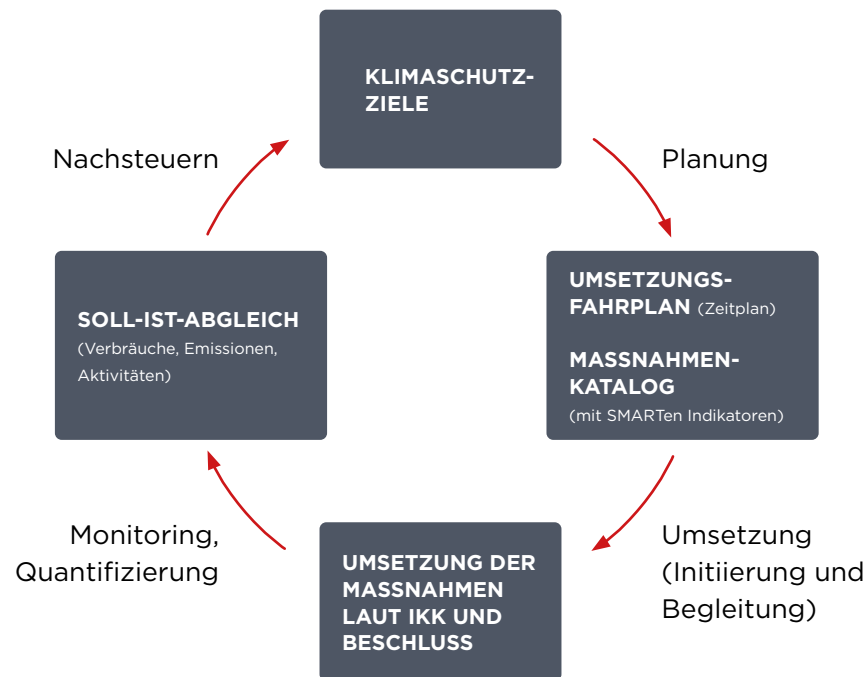 KLIMASCHUTZ-
ZIELE
Planung
UMSETZUNGS-
FAHRPLAN (Zeitplan)
MASSNAHMEN-
KATALOG
(mit SMARTen Indikatoren)
Umsetzung
(Initiierung und
Begleitung)
UMSETZUNG DER
MASSNAHMEN
LAUT IKK UND
BESCHLUSS
Monitoring,
Quantifizierung
SOLL-IST-ABGLEICH
(Verbräuche, Emissionen,
Aktivitäten)
Nachsteuern